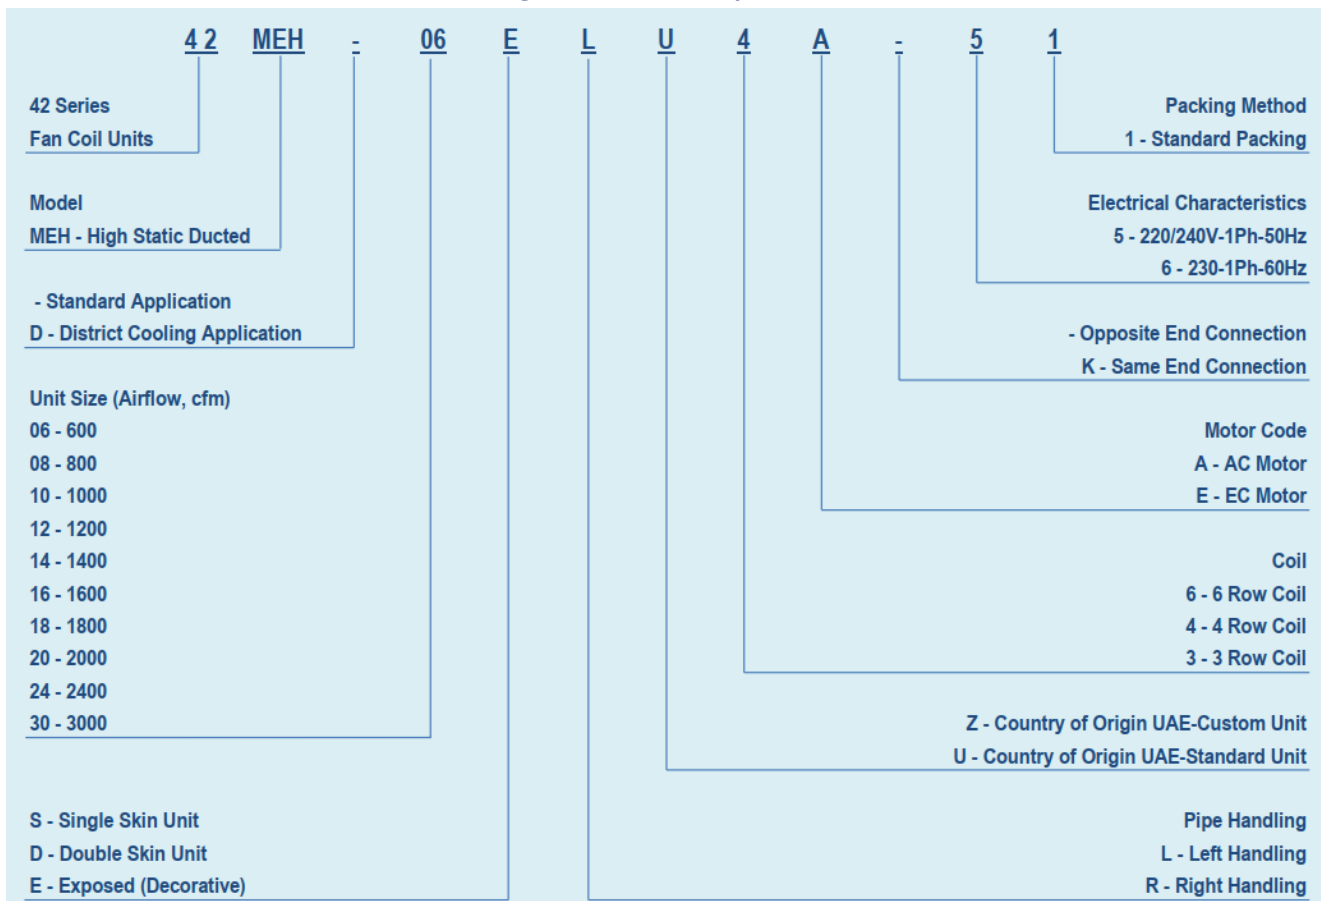 42 MEH - 06 E L U 4 A - 5 1
42 Series
Fan Coil Units
Model
MEH - High Static Ducted
- Standard Application
D - District Cooling Application
Unit Size (Airflow, cfm)
06 - 600
08 - 800
10 - 1000
12 - 1200
14 - 1400
16 - 1600
18 - 1800
20 - 2000
24 - 2400
30 - 3000
S - Single Skin Unit
D - Double Skin Unit
E - Exposed (Decorative)
Packing Method
1 - Standard Packing
Electrical Characteristics
5 - 220/240V-1Ph-50Hz
6 - 230-1Ph-60Hz
- Opposite End Connection
K - Same End Connection
Motor Code
A - AC Motor
E - EC Motor
Coil
6 - 6 Row Coil
4 - 4 Row Coil
3 - 3 Row Coil
Z - Country of Origin UAE-Custom Unit
U - Country of Origin UAE-Standard Unit
Pipe Handling
L - Left Handling
R - Right Handling